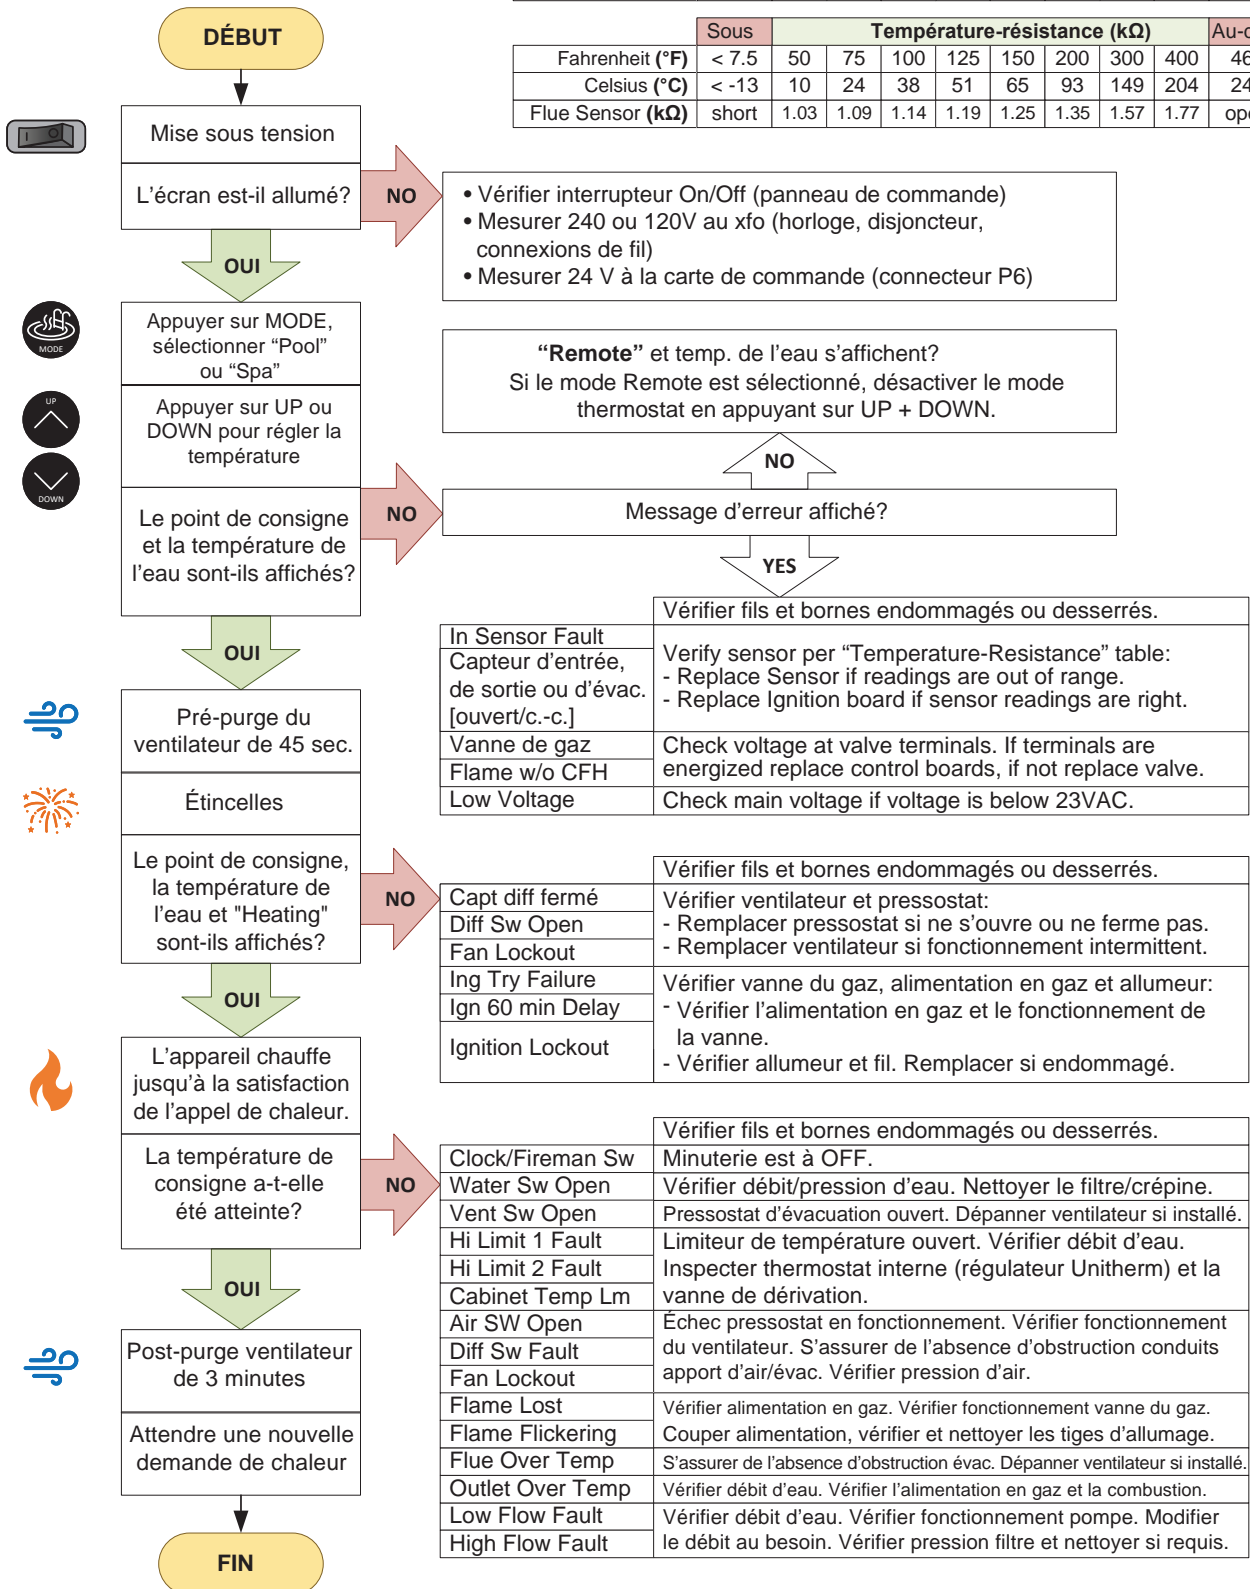 DÉBUT
Sous Température-résistance (kΩ)
Fahrenheit (°F) < 7.5 50 75 100 125 150 200 300 400
Celsius (°C) < -13 10 24 38 51 65 93 149 204
Flue Sensor (kΩ) short 1.03 1.09 1.14 1.19 1.25 1.35 1.57 1.77
Mise sous tension
L'écran est-il allumé?
NO
• Vérifier interrupteur On/Off (panneau de commande)
• Mesurer 240 ou 120V au xfo (horloge, disjoncteur,
connexions de fil)
• Mesurer 24 V à la carte de commande (connecteur P6)
OUI
MODE
Appuyer sur MODE,
sélectionner “Pool”
ou “Spa”
UP
DOWN
Appuyer sur UP ou
DOWN pour régler la
température
Le point de consigne
et la température de
l'eau sont-ils affichés?
NO
“Remote” et temp. de l'eau s'affichent?
Si le mode Remote est sélectionné, désactiver le mode
thermostat en appuyant sur UP + DOWN.
NO
Message d'erreur affiché?
YES
Vérifier fils et bornes endommagés ou desserrés.
In Sensor Fault
Capteur d'entrée,
de sortie ou d'évac.
[ouvert/c.-c.]
Verify sensor per “Temperature-Resistance” table:
- Replace Sensor if readings are out of range.
- Replace Ignition board if sensor readings are right.
Vanne de gaz
Flame w/o CFH
Check voltage at valve terminals. If terminals are
energized replace control boards, if not replace valve.
Low Voltage
Check main voltage if voltage is below 23VAC.
OUI
Pré-purge du
ventilateur de 45 sec.
Étincelles
Le point de consigne,
la température de
l'eau et "Heating"
sont-ils affichés?
NO
Vérifier fils et bornes endommagés ou desserrés.
Capt diff fermé
Diff Sw Open
Fan Lockout
Vérifier ventilateur et pressostat:
- Remplacer pressostat si ne s'ouvre ou ne ferme pas.
- Remplacer ventilateur si fonctionnement intermittent.
Ing Try Failure
Ign 60 min Delay
Ignition Lockout
Vérifier vanne du gaz, alimentation en gaz et allumeur:
- Vérifier l'alimentation en gaz et le fonctionnement de
la vanne.
- Vérifier allumeur et fil. Remplacer si endommagé.
OUI
L'appareil chauffe
jusqu'à la satisfaction
de l'appel de chaleur.
La température de
consigne a-t-elle
été atteinte?
NO
Vérifier fils et bornes endommagés ou desserrés.
Clock/Fireman Sw
Minuterie est à OFF.
Water Sw Open
Vérifier débit/pression d'eau. Nettoyer le filtre/crépine.
Vent Sw Open
Pressostat d'évacuation ouvert. Dépanner ventilateur si installé.
Hi Limit 1 Fault
Hi Limit 2 Fault
Cabinet Temp Lm
Limiteur de température ouvert. Vérifier débit d'eau.
Inspecter thermostat interne (régulateur Unitherm) et la
vanne de dérivation.
Air SW Open
Diff Sw Fault
Fan Lockout
Échec pressostat en fonctionnement. Vérifier fonctionnement
du ventilateur. S'assurer de l'absence d'obstruction conduits
apport d'air/évac. Vérifier pression d'air.
Flame Lost
Flame Flickering
Vérifier alimentation en gaz. Vérifier fonctionnement vanne du gaz.
Couper alimentation, vérifier et nettoyer les tiges d'allumage.
Flue Over Temp
S'assurer de l'absence d'obstruction évac. Dépanner ventilateur si installé.
Outlet Over Temp
Vérifier débit d'eau. Vérifier l'alimentation en gaz et la combustion.
Low Flow Fault
High Flow Fault
Vérifier débit d'eau. Vérifier fonctionnement pompe. Modifier
le débit au besoin. Vérifier pression filtre et nettoyer si requis.
OUI
Post-purge ventilateur
de 3 minutes
Attendre une nouvelle
demande de chaleur
FIN